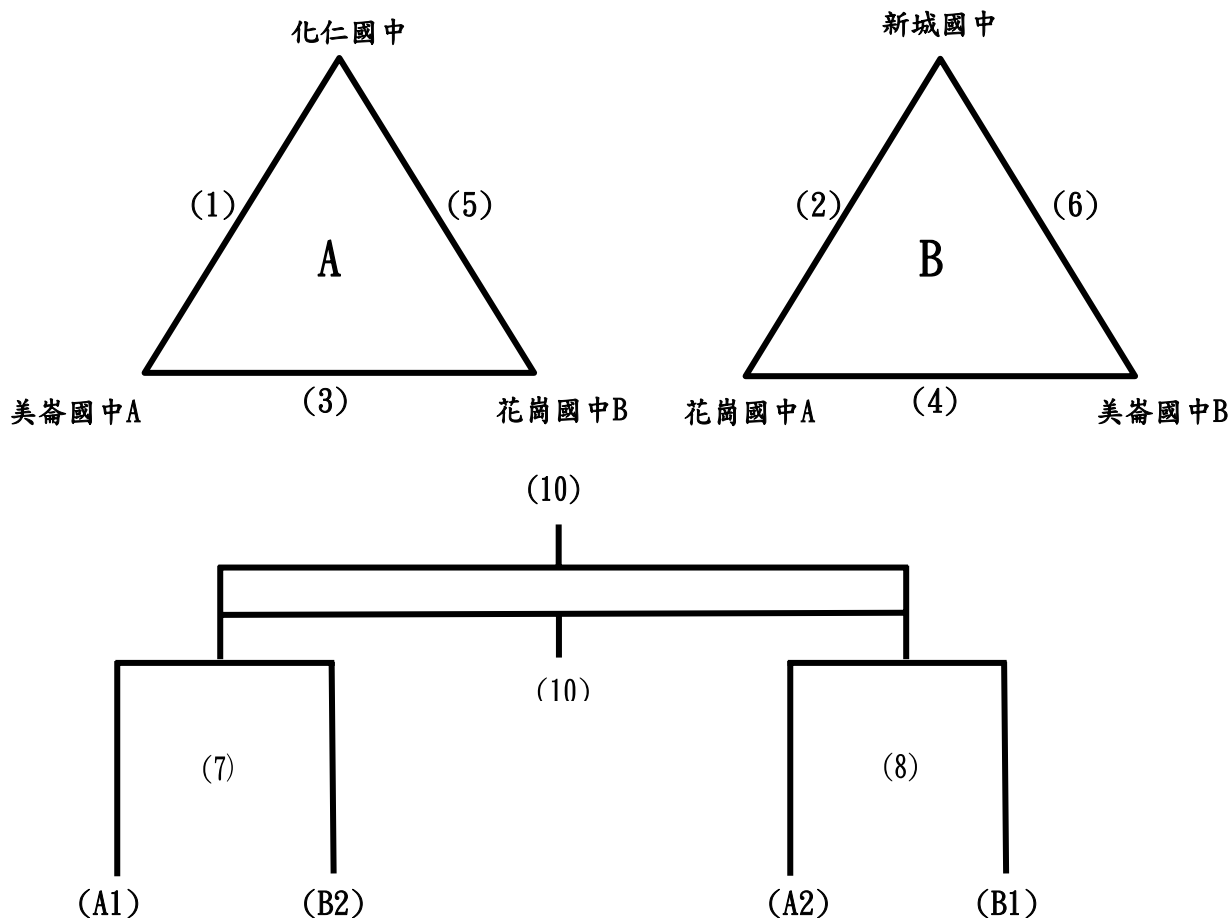 化仁國中
新城國中
(1)
(5)
(2)
(6)
A
B
美崙國中A
(3)
花崗國中B
花崗國中A
(4)
美崙國中B
(10)
(10)
(7)
(8)
(A1)
(B2)
(A2)
(B1)